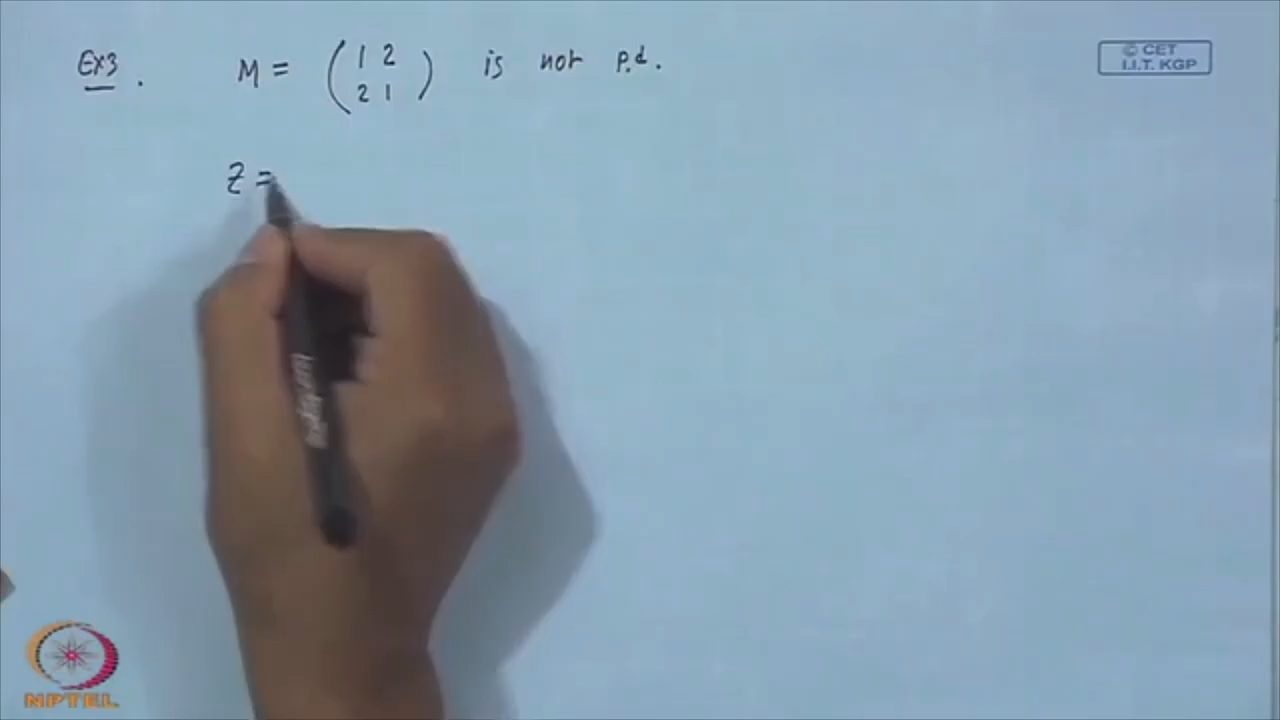 Ex3. M = ( 1 2 ) is not p.d.
2 1
Z =
© CET
I.I.T. KGP
NPTEL